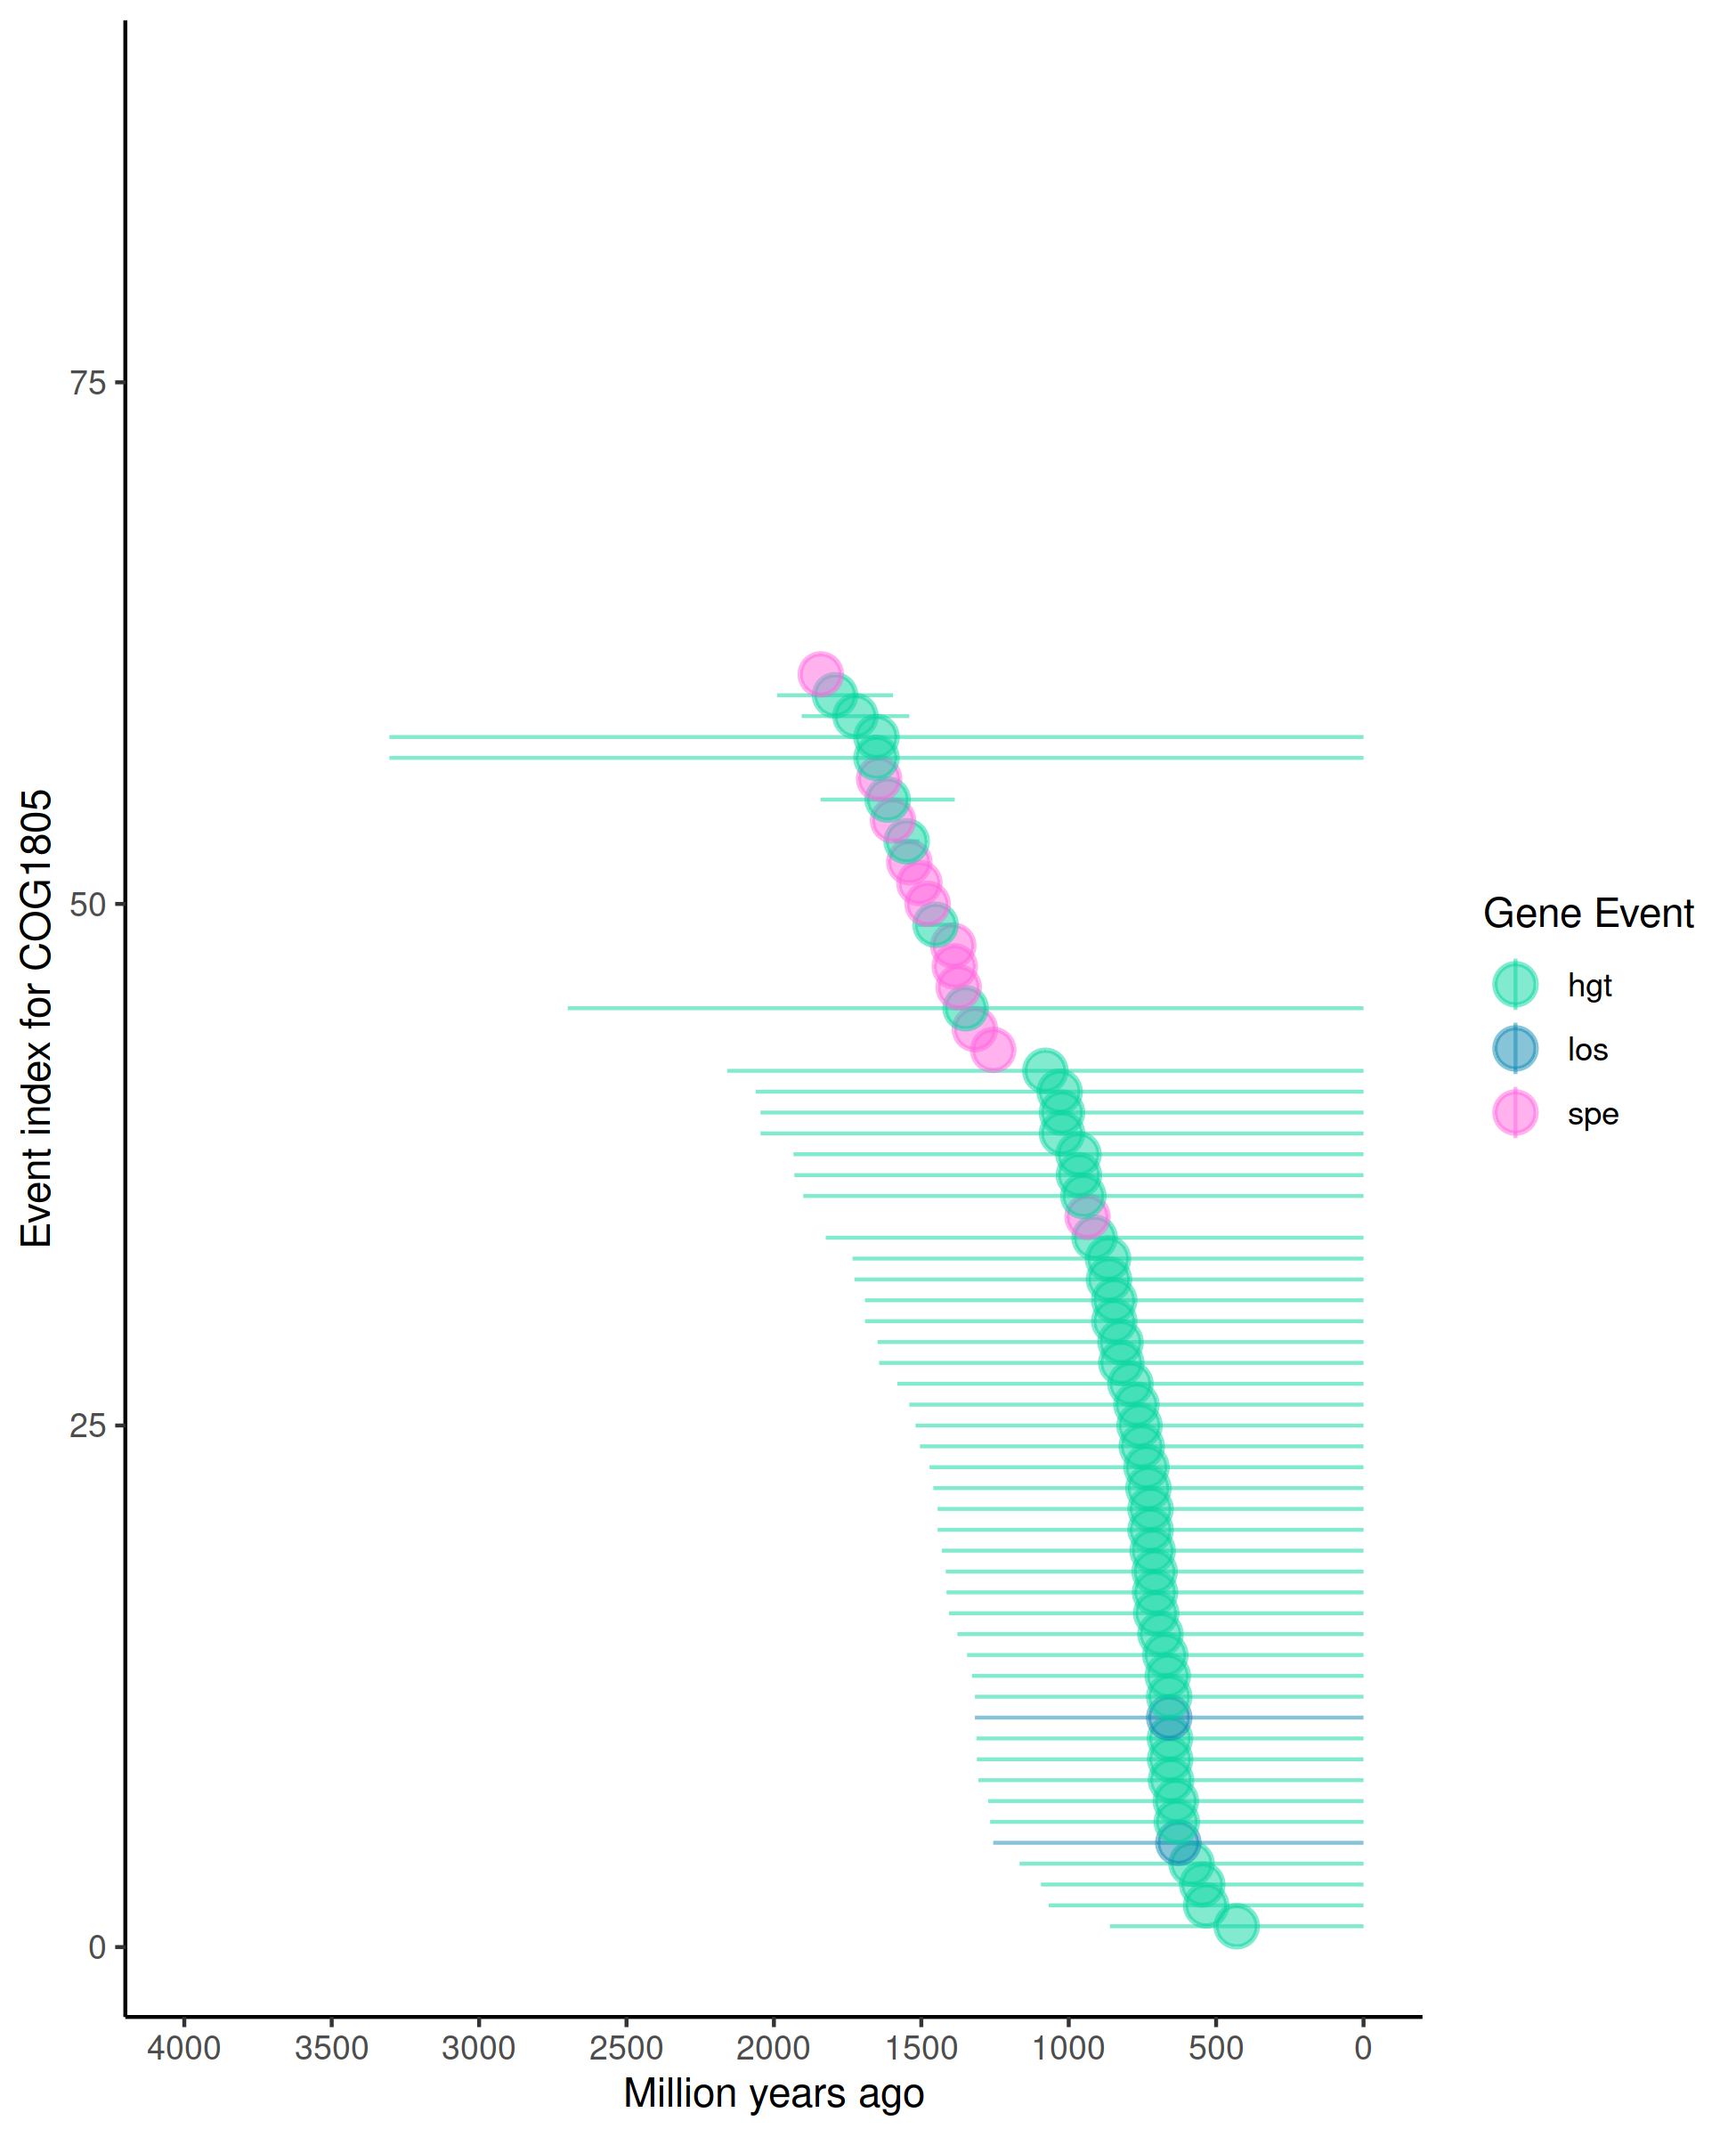 75
50
25
0
Event index for COG1805
4000 3500 3000 2500 2000 1500 1000 500 0
Million years ago
Gene Event
hgt
los
spe